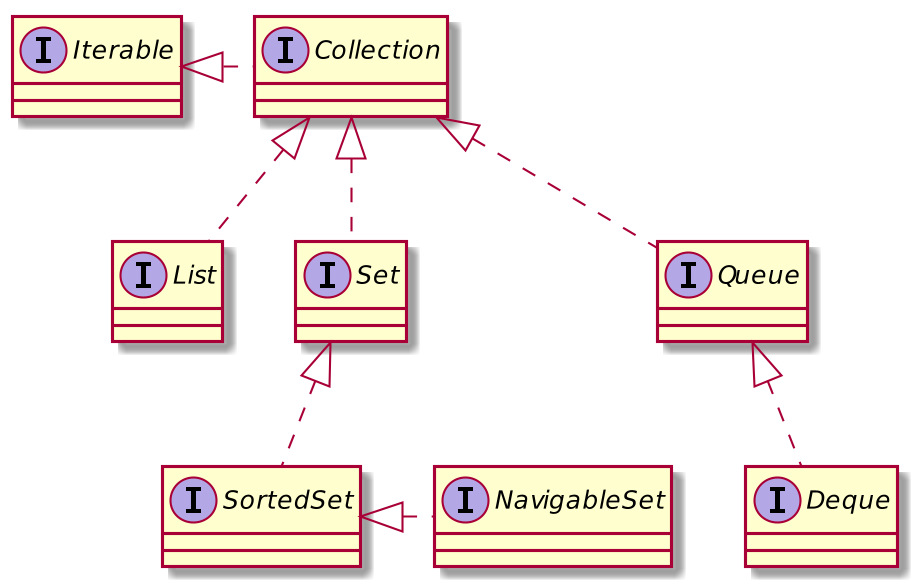 I Iterable
I Collection
I List
I Set
I Queue
I SortedSet
I NavigableSet
I Deque